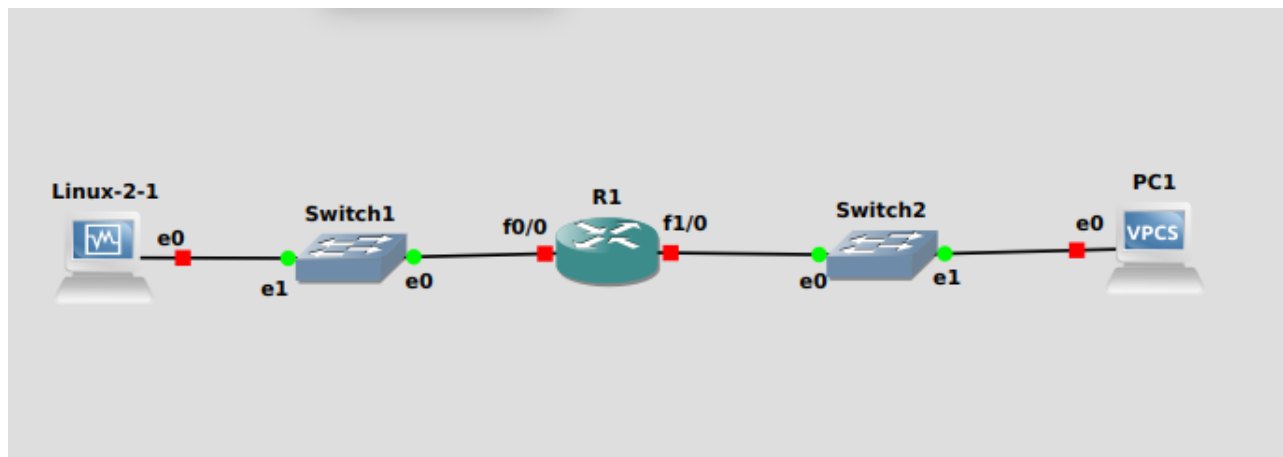 Linux-2-1
e0
e1
Switch1
e0
f0/0
R1
f1/0
e0
Switch2
e1
e0
PC1
VPCS